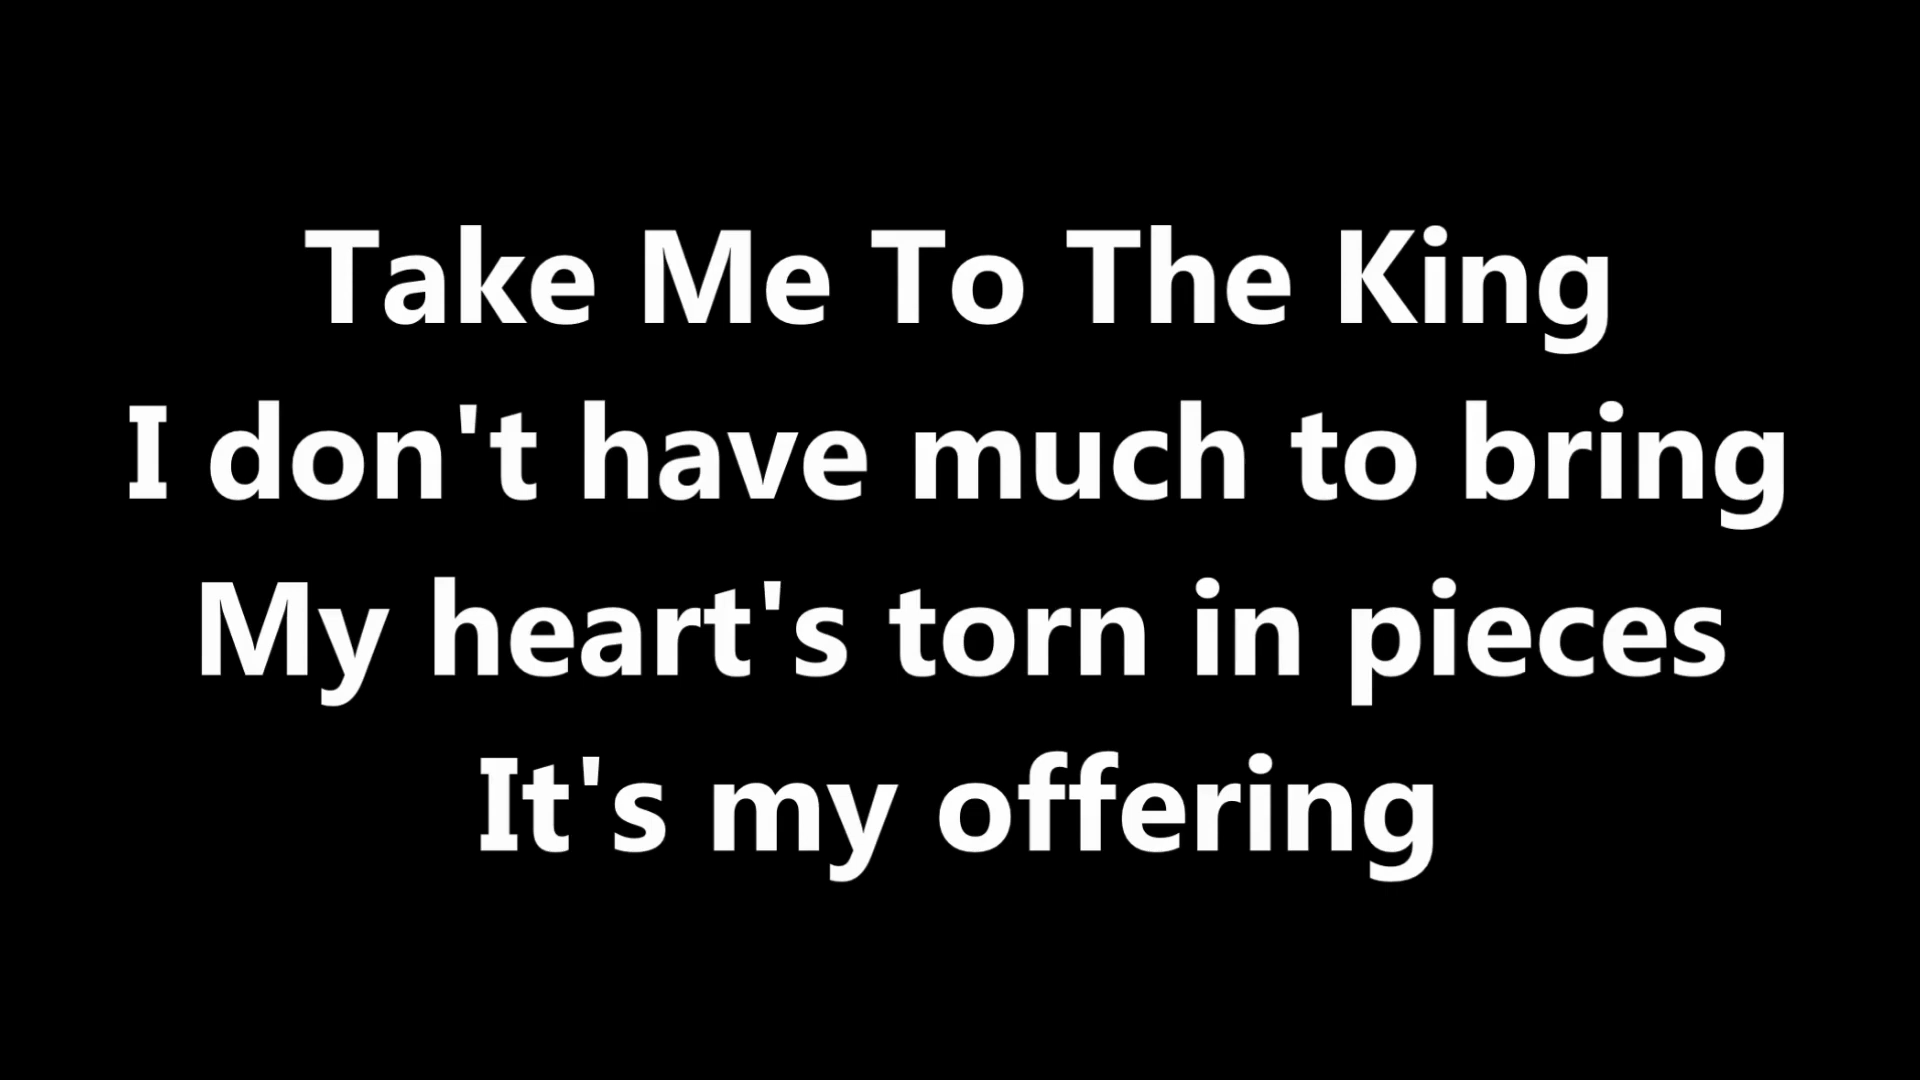 Take Me To The King
I don't have much to bring
My heart's torn in pieces
It's my offering